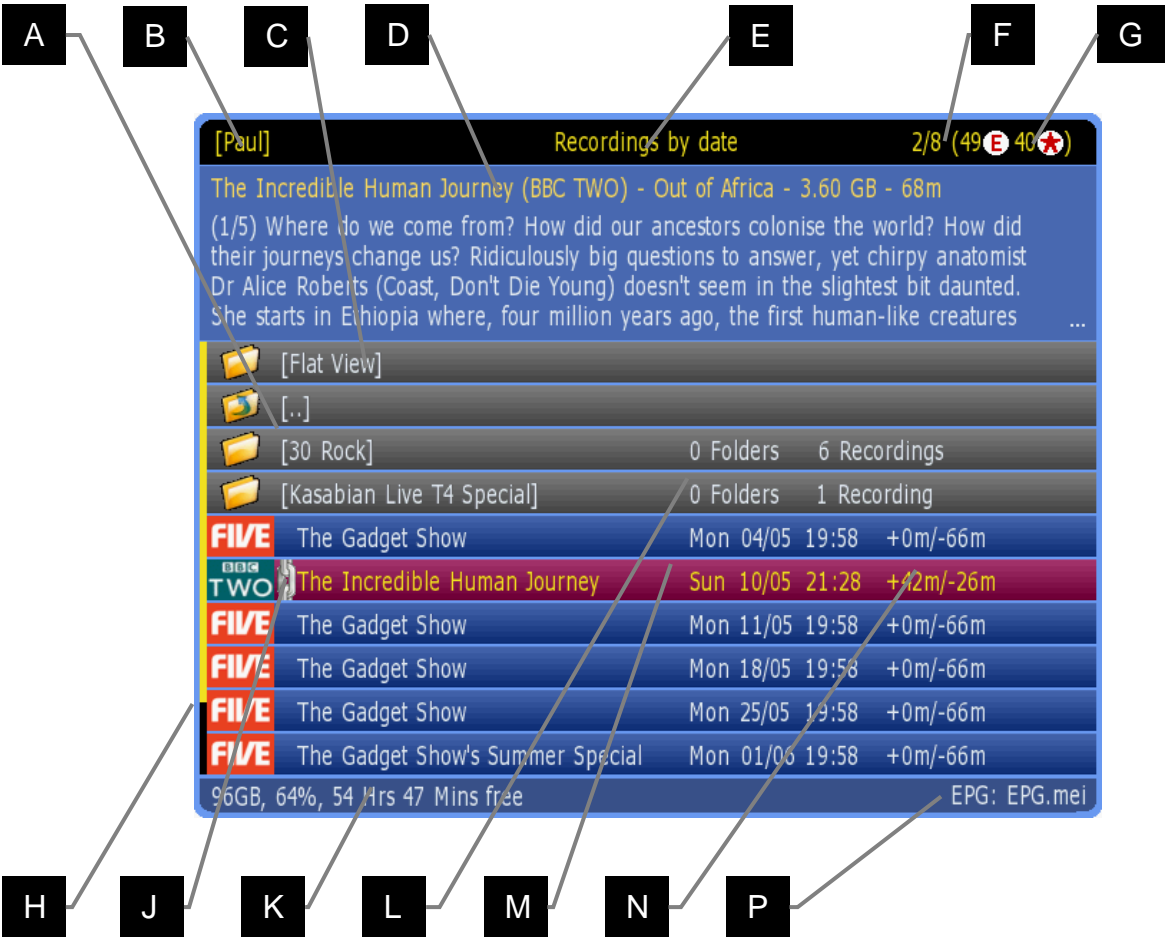 A B C D E F G
[Paul] Recordings by date 2/8 (49 E 40 )
The Incredible Human Journey (BBC TWO) - Out of Africa - 3.60 GB - 68m
(1/5) Where do we come from? How did our ancestors colonise the world? How did
their journeys change us? Ridiculously big questions to answer, yet chirpy anatomist
Dr Alice Roberts (Coast, Don't Die Young) doesn't seem in the slightest bit daunted.
She starts in Ethiopia where, four million years ago, the first human-like creatures ...
[Flat View]
[..]
[30 Rock] 0 Folders 6 Recordings
[Kasabian Live T4 Special] 0 Folders 1 Recording
FIVE The Gadget Show Mon 04/05 19:58 +0m/-66m
BBC TWO The Incredible Human Journey Sun 10/05 21:28 +42m/-26m
FIVE The Gadget Show Mon 11/05 19:58 +0m/-66m
FIVE The Gadget Show Mon 18/05 19:58 +0m/-66m
FIVE The Gadget Show Mon 25/05 19:58 +0m/-66m
FIVE The Gadget Show's Summer Special Mon 01/06 19:58 +0m/-66m
96GB, 64%, 54 Hrs 47 Mins free EPG: EPG.mei
H J K L M N P